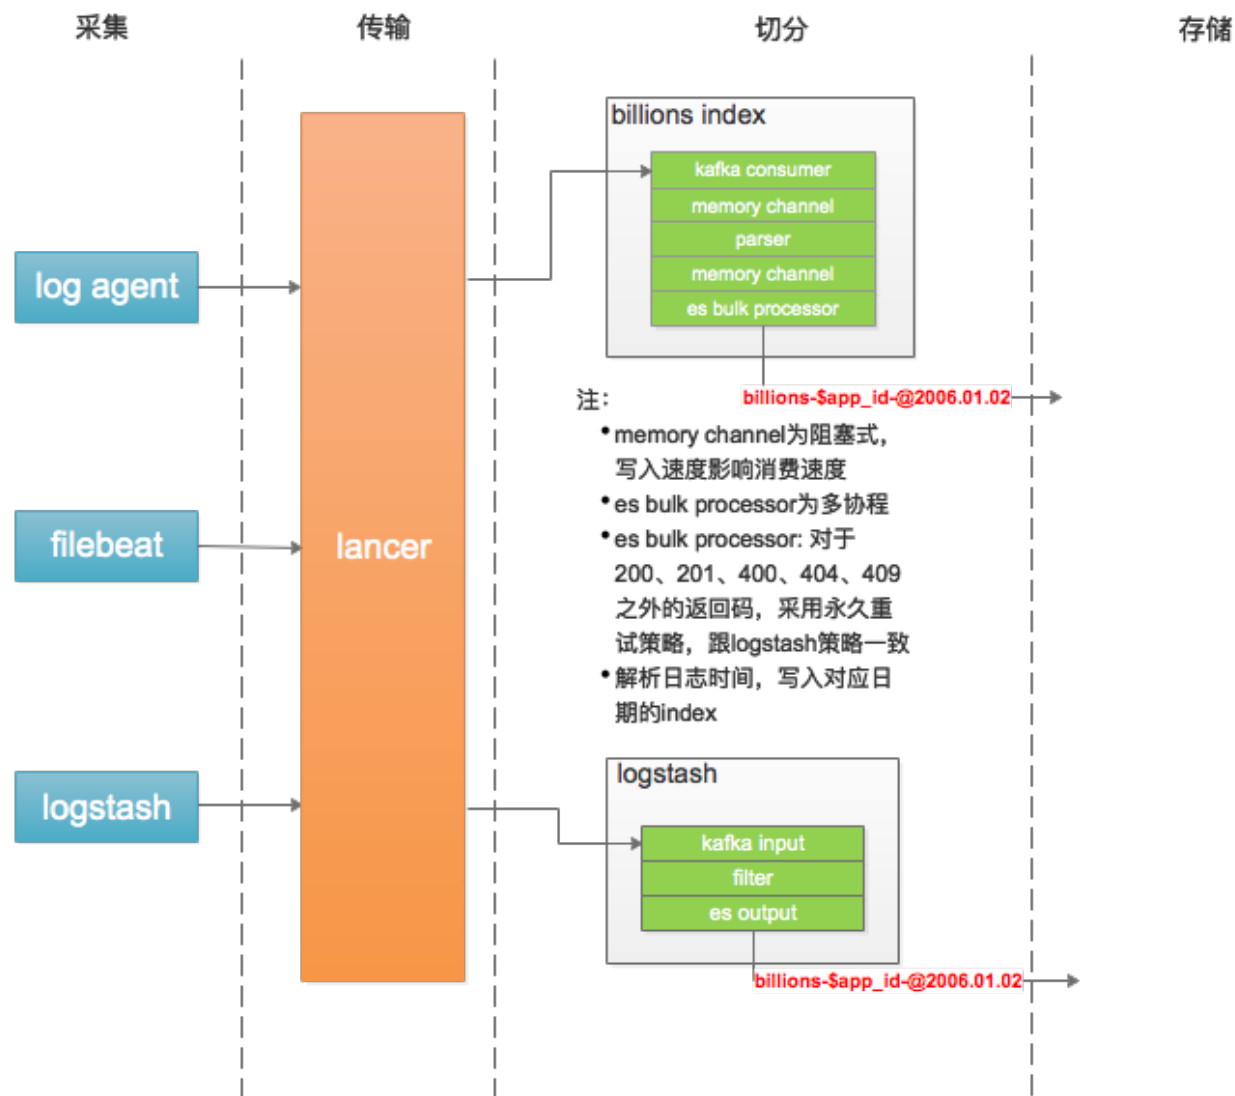 采集
传输
切分
存储
log agent
filebeat
logstash
lancer
billions index
kafka consumer
memory channel
parser
memory channel
es bulk processor
billions-$app_id-@2006.01.02
注：
•memory channel为阻塞式，
写入速度影响消费速度
•es bulk processor为多协程
•es bulk processor: 对于
200、201、400、404、409
之外的返回码，采用永久重
试策略，跟logstash策略一致
•解析日志时间，写入对应日
期的index
logstash
kafka input
filter
es output
billions-$app_id-@2006.01.02